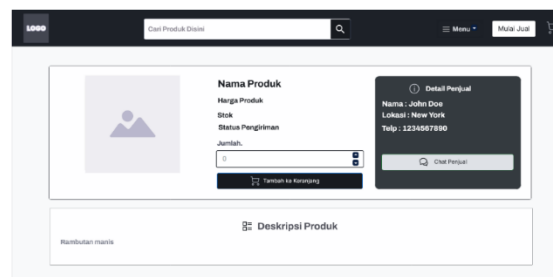 LOGO
Cari Produk Disini
Menu
Mulai Jual
Nama Produk
Harga Produk
Stok
Status Pengiriman
Jumlah.
0
Tambah ke Keranjang
Detail Penjual
Nama : John Doe
Lokasi : New York
Telp : 1234567890
Chat Penjual
Deskripsi Produk
Rambutan manis